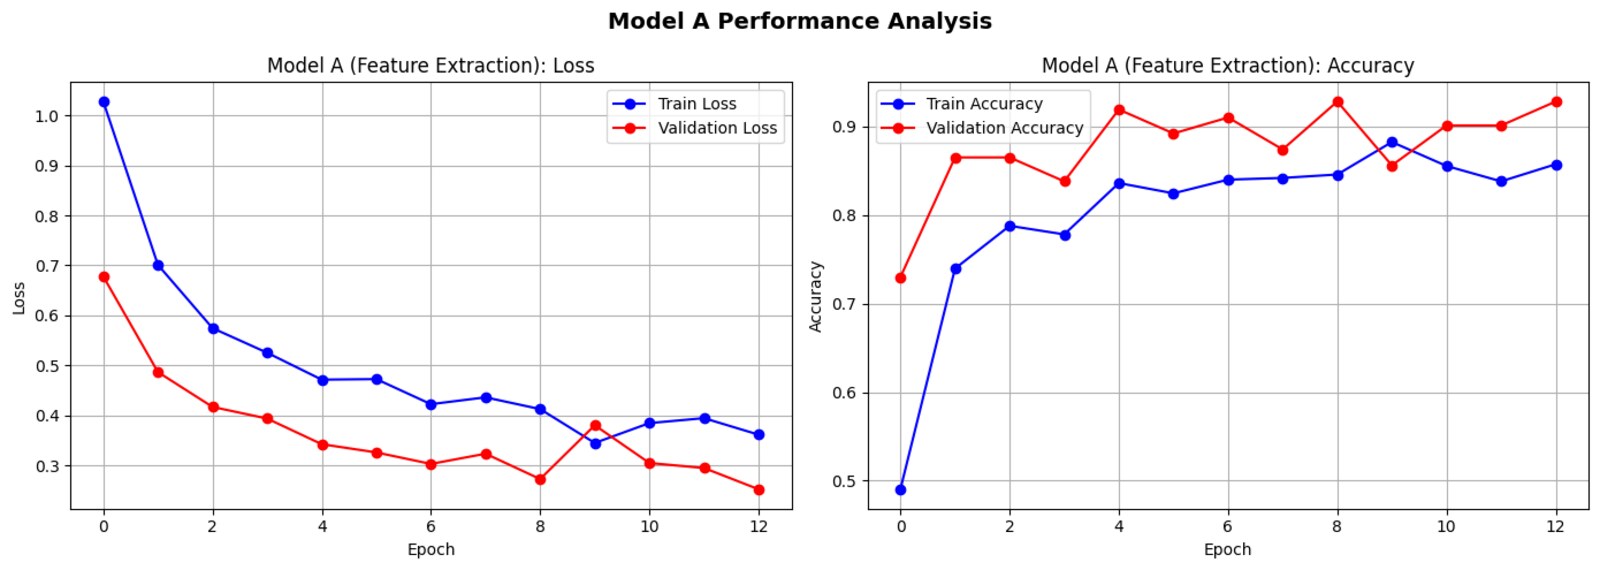 Model A Performance Analysis
Model A (Feature Extraction): Loss
Train Loss
Validation Loss
1.0
0.9
0.8
0.7
0.6
0.5
0.4
0.3
Loss
0 2 4 6 8 10 12
Epoch
Model A (Feature Extraction): Accuracy
Train Accuracy
Validation Accuracy
0.9
0.8
0.7
0.6
0.5
Accuracy
0 2 4 6 8 10 12
Epoch